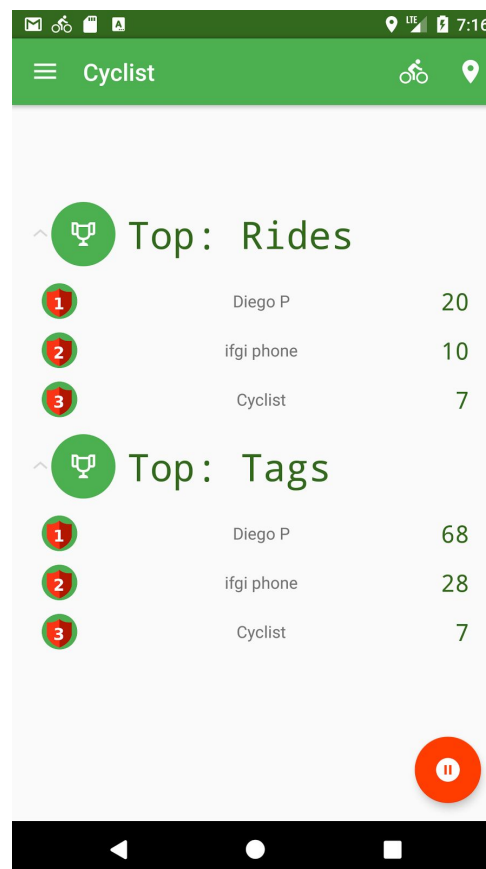 LTE 7:16
Cyclist
Top: Rides
1 Diego P 20
2 ifgi phone 10
3 Cyclist 7
Top: Tags
1 Diego P 68
2 ifgi phone 28
3 Cyclist 7